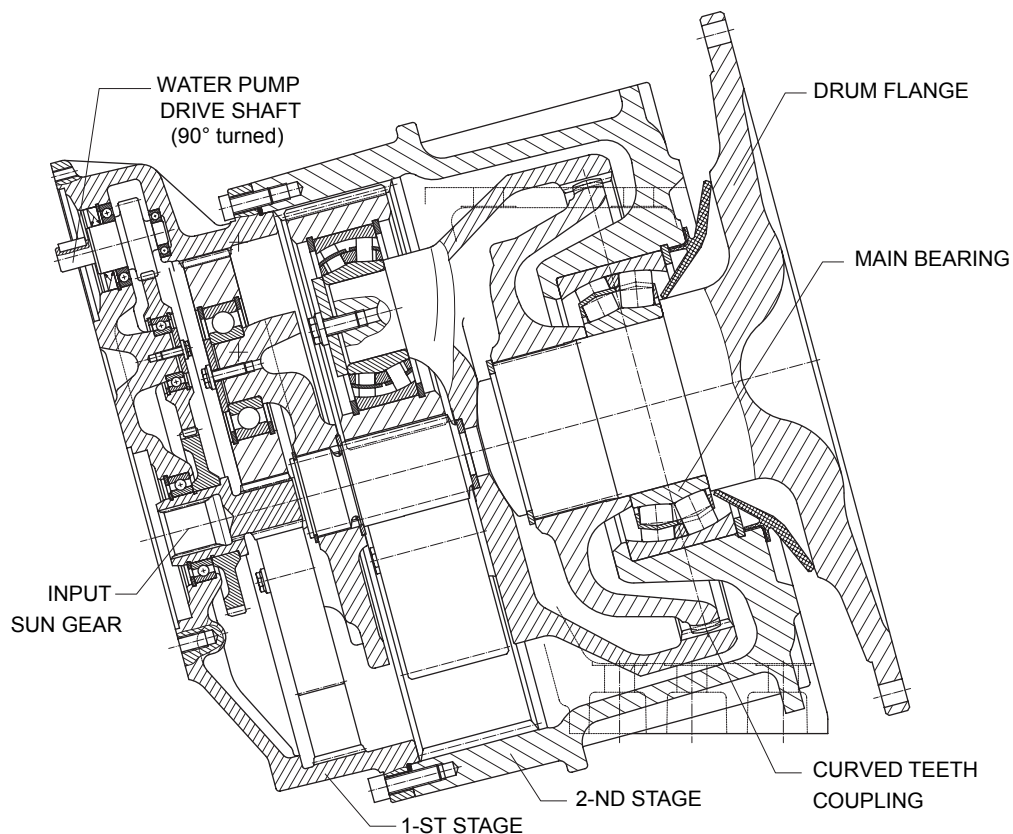 WATER PUMP
DRIVE SHAFT
(90° turned)
DRUM FLANGE
MAIN BEARING
INPUT
SUN GEAR
CURVED TEETH
COUPLING
2-ND STAGE
1-ST STAGE